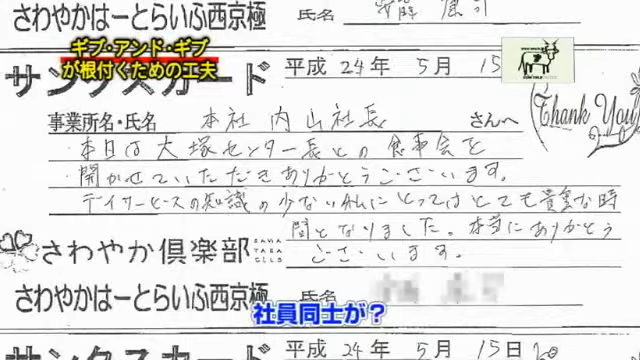 さわやかはーとらいふ西京極 氏名
ギブ・アンド・ギブ
が根付くための工夫
サンクスカード 平成 24年 5月 15
事業所名・氏名 本社 内山社長 さんへ
Thank You
本日は大塚センター長との食事会を
開かせていただきありがとうございます。
デイサービスの知識の少ない私にとってはとても貴重な時
間となりました。本当にありがとう
ございます。
さわやか倶楽部 SAWAYAKA CLUB
さわやかはーとらいふ西京極 氏名
社員同士が?
サンクスカード 平成 24年 5月 15日